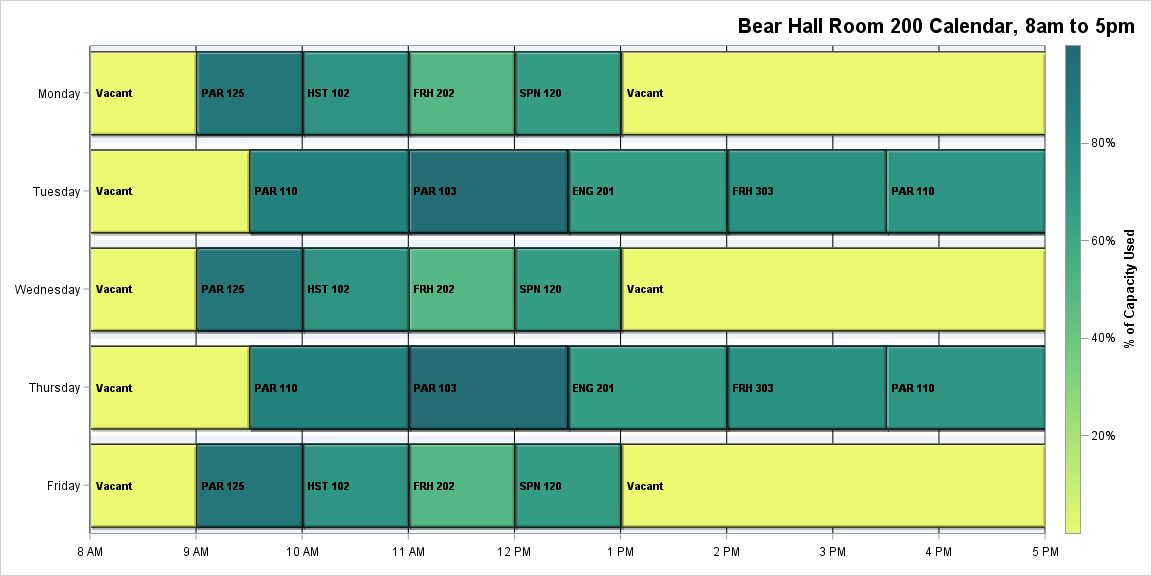 Bear Hall Room 200 Calendar, 8am to 5pm
Monday Vacant PAR 125 HST 102 FRH 202 SPN 120 Vacant
80%
Tuesday Vacant PAR 110 PAR 103 ENG 201 FRH 303 PAR 110
60%
% of Capacity Used
Wednesday Vacant PAR 125 HST 102 FRH 202 SPN 120 Vacant
40%
Thursday Vacant PAR 110 PAR 103 ENG 201 FRH 303 PAR 110
20%
Friday Vacant PAR 125 HST 102 FRH 202 SPN 120 Vacant
8 AM 9 AM 10 AM 11 AM 12 PM 1 PM 2 PM 3 PM 4 PM 5 PM